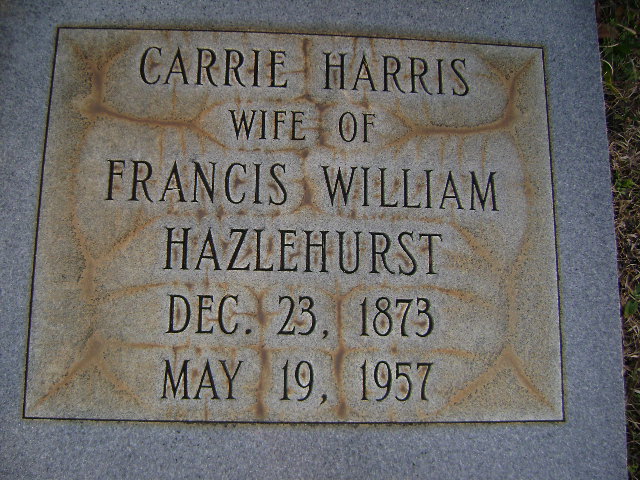 CARRIE HARRIS
WIFE OF
FRANCIS WILLIAM
HAZLEHURST
DEC. 23, 1873
MAY 19, 1957